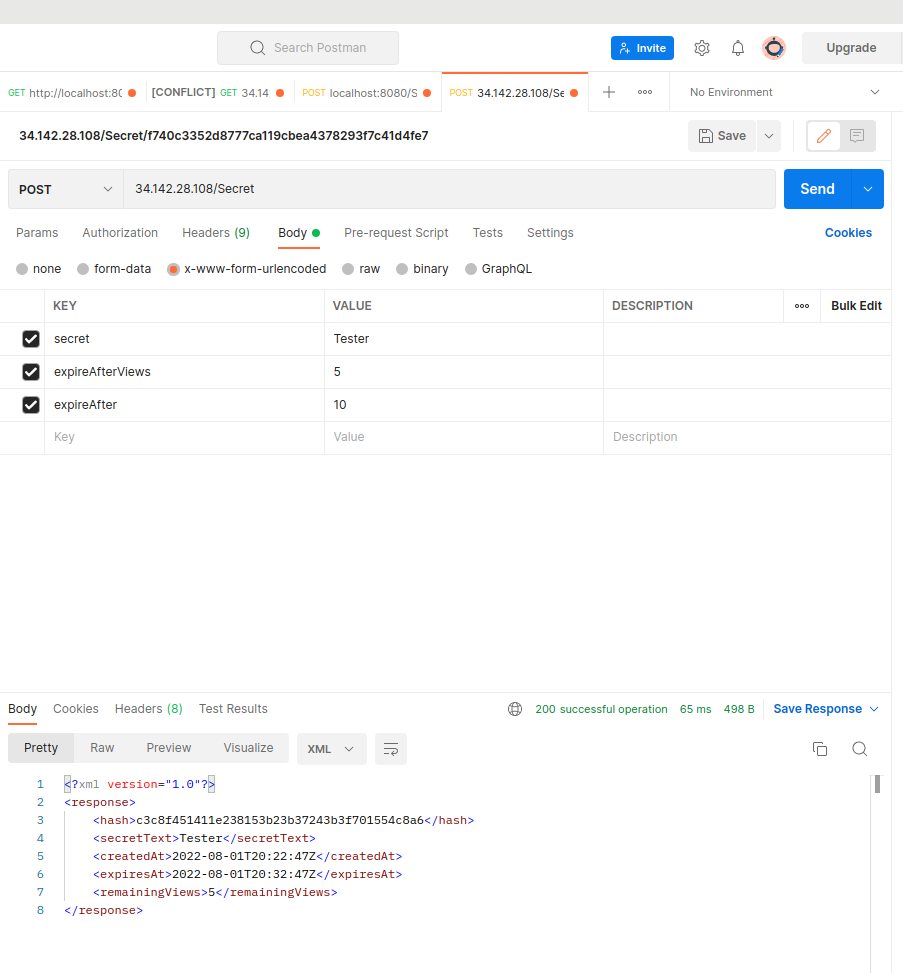 Search Postman
Invite
Upgrade
GET http://localhost:80
[CONFLICT] GET 34.14
POST localhost:8080/S
POST 34.142.28.108/Se
No Environment
34.142.28.108/Secret/f740c3352d8777ca119cbea4378293f7c41d4fe7
Save
POST
34.142.28.108/Secret
Send
Params Authorization Headers (9) Body Pre-request Script Tests Settings Cookies
none form-data x-www-form-urlencoded raw binary GraphQL
KEY VALUE DESCRIPTION Bulk Edit
secret Tester
expireAfterViews 5
expireAfter 10
Key Value Description
Body Cookies Headers (8) Test Results 200 successful operation 65 ms 498 B Save Response
Pretty Raw Preview Visualize XML
1 <?xml version="1.0"?>
2 <response>
3 <hash>c3c8f451411e238153b23b37243b3f701554c8a6</hash>
4 <secretText>Tester</secretText>
5 <createdAt>2022-08-01T20:22:47Z</createdAt>
6 <expiresAt>2022-08-01T20:32:47Z</expiresAt>
7 <remainingViews>5</remainingViews>
8 </response>